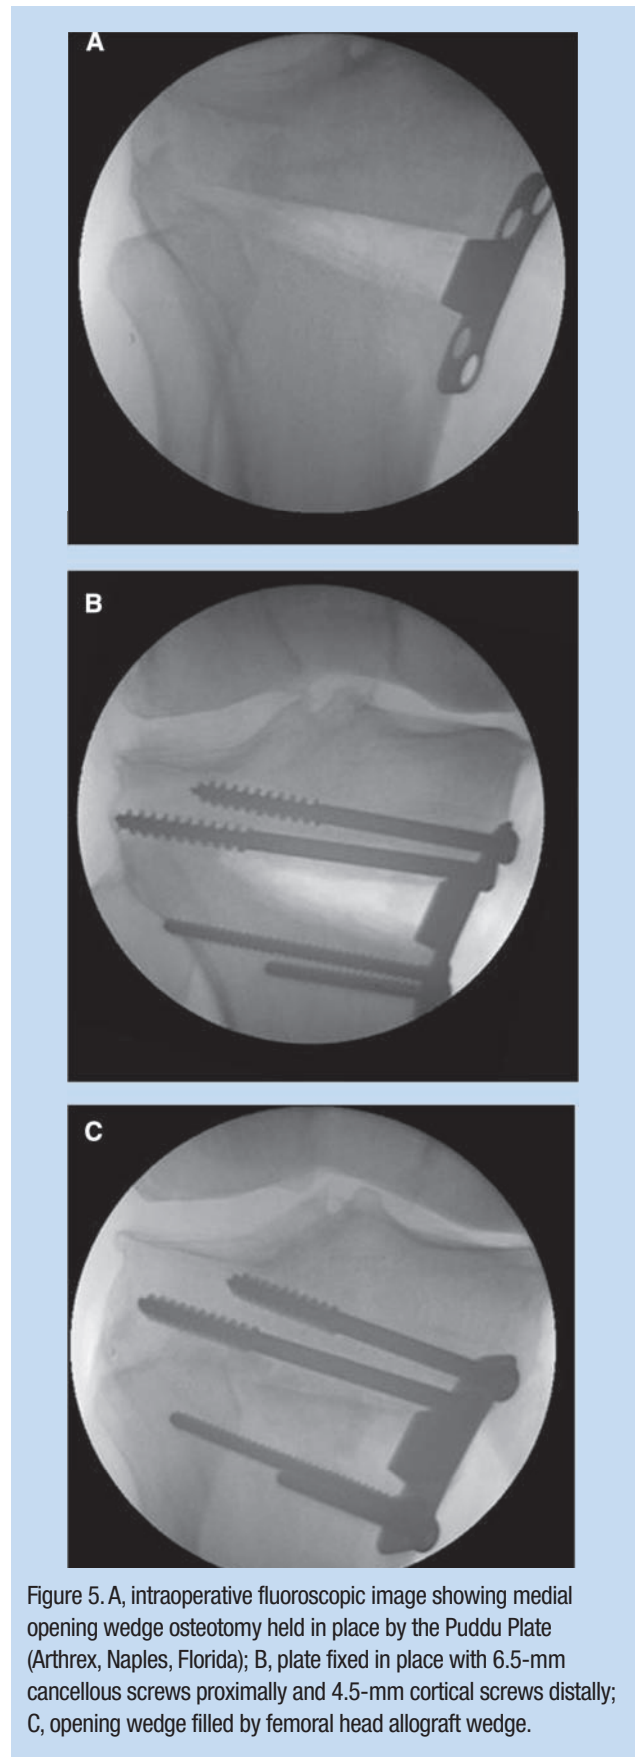 A
B
C
Figure 5. A, intraoperative fluoroscopic image showing medial
opening wedge osteotomy held in place by the Puddu Plate
(Arthrex, Naples, Florida); B, plate fixed in place with 6.5-mm
cancellous screws proximally and 4.5-mm cortical screws distally;
C, opening wedge filled by femoral head allograft wedge.